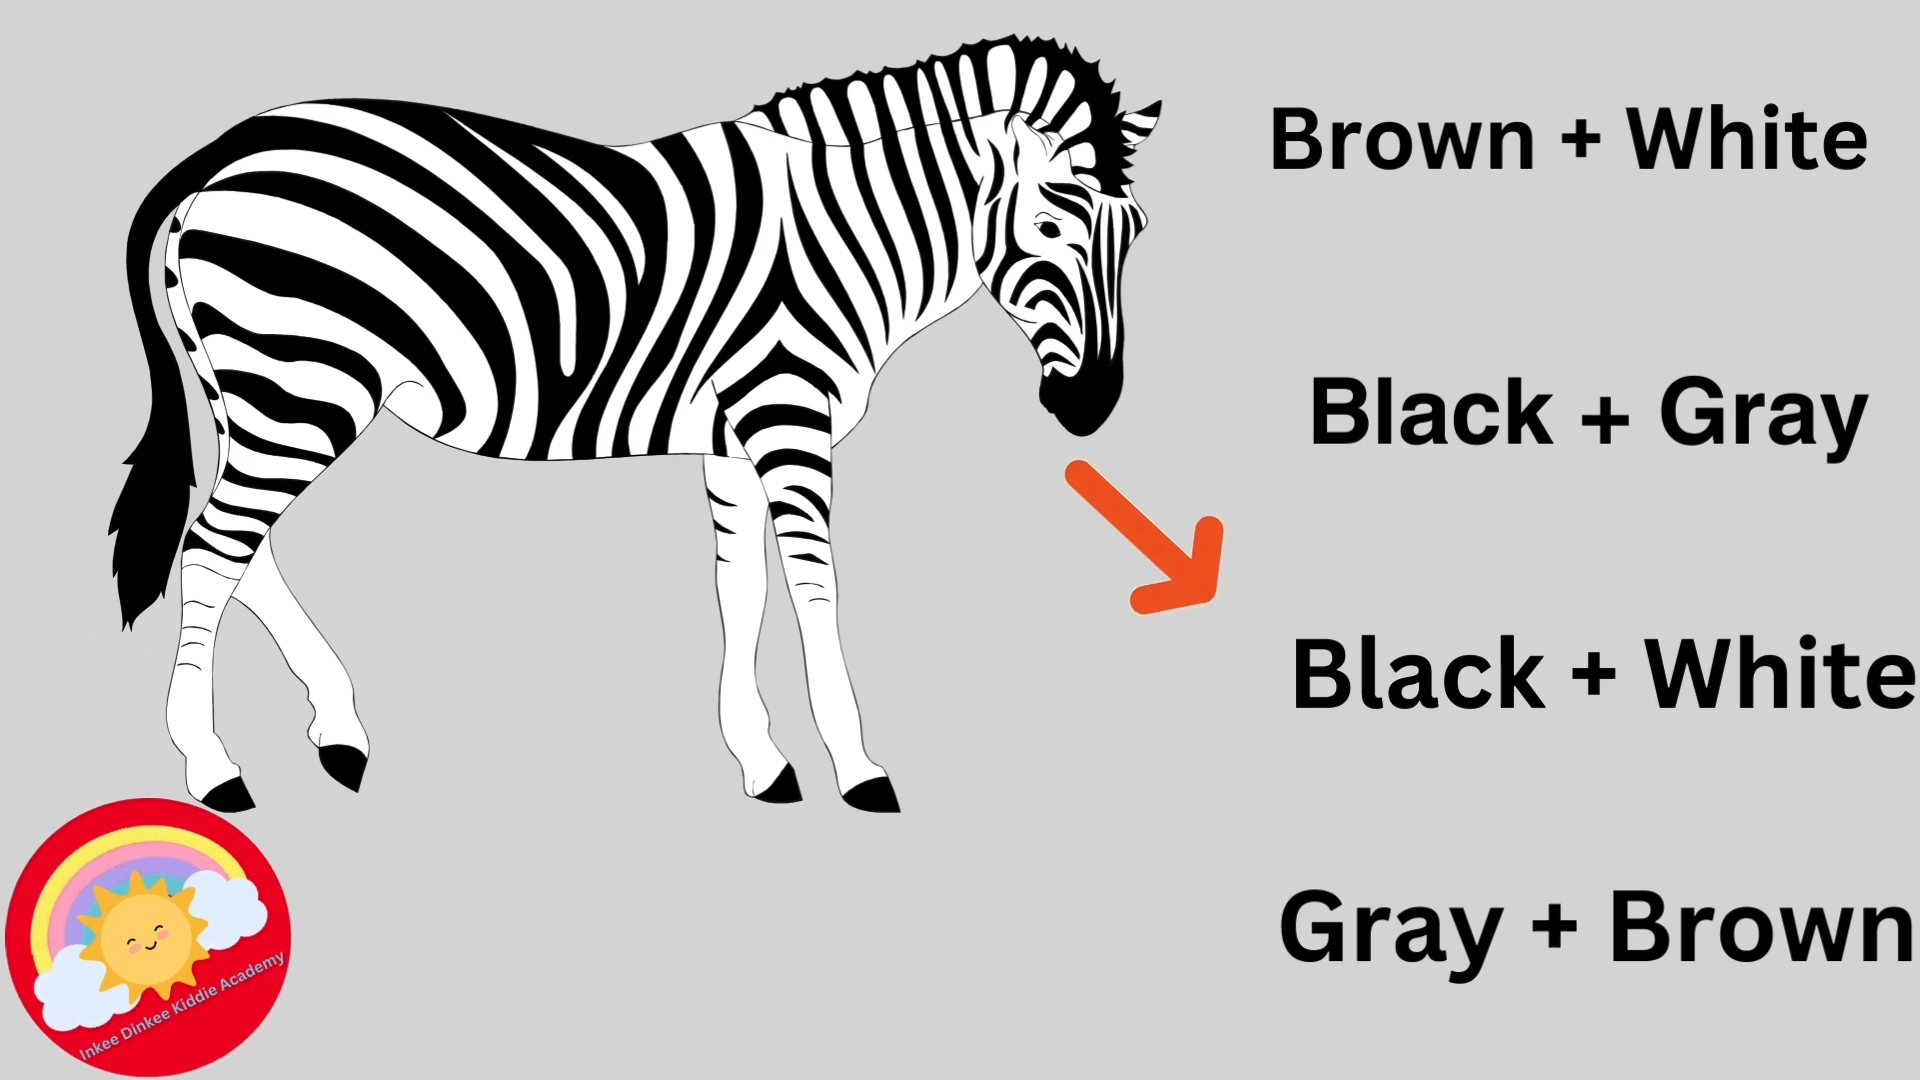 Brown + White
Black + Gray
Black + White
Gray + Brown
Inkee Dinkee Kiddie Academy